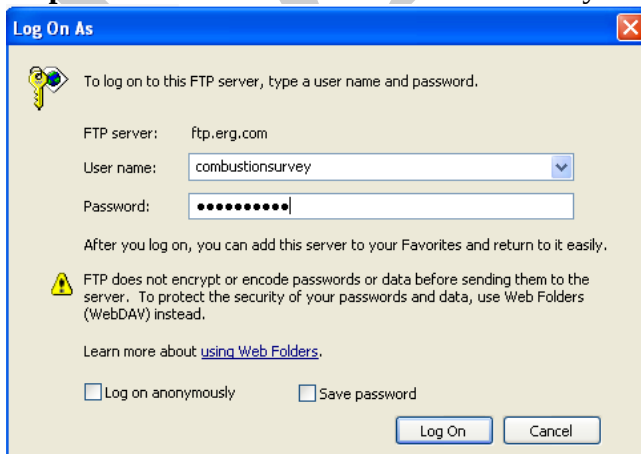 Log On As
To log on to this FTP server, type a user name and password.
FTP server: ftp.erg.com
User name: combustionsurvey
Password: ●●●●●●●●●●
After you log on, you can add this server to your Favorites and return to it easily.
FTP does not encrypt or encode passwords or data before sending them to the
server. To protect the security of your passwords and data, use Web Folders
(WebDAV) instead.
Learn more about using Web Folders.
Log on anonymously Save password
Log On Cancel